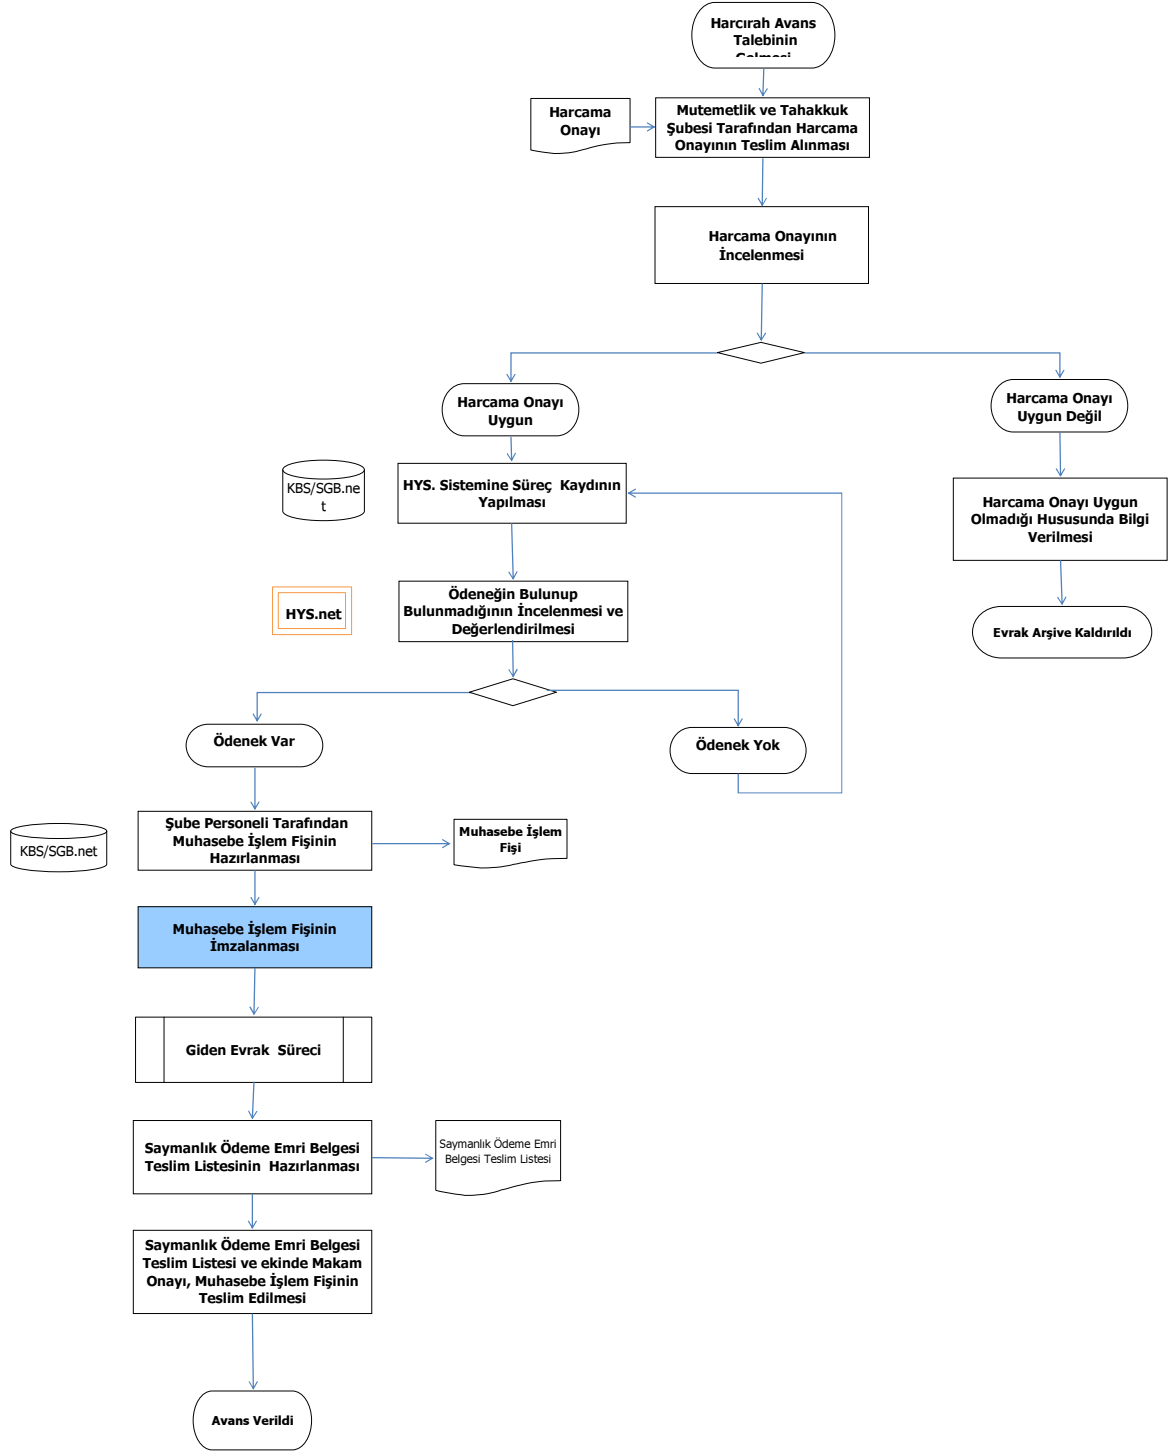 Harcırah Avans
Talebinin
Gelmesi
Harcama
Onayı
Mutemetlik ve Tahakkuk
Şubesi Tarafından Harcama
Onayının Teslim Alınması
Harcama Onayının
İncelenmesi
Harcama Onayı
Uygun
Harcama Onayı
Uygun Değil
KBS/SGB.ne
t
HYS. Sistemine Süreç Kaydının
Yapılması
Harcama Onayı Uygun
Olmadığı Hususunda Bilgi
Verilmesi
HYS.net
Ödeneğin Bulunup
Bulunmadığının İncelenmesi ve
Değerlendirilmesi
Evrak Arşive Kaldırıldı
Ödenek Var
Ödenek Yok
KBS/SGB.net
Şube Personeli Tarafından
Muhasebe İşlem Fişinin
Hazırlanması
Muhasebe İşlem
Fişi
Muhasebe İşlem Fişinin
İmzalanması
Giden Evrak Süreci
Saymanlık Ödeme Emri Belgesi
Teslim Listesinin Hazırlanması
Saymanlık Ödeme Emri
Belgesi Teslim Listesi
Saymanlık Ödeme Emri Belgesi
Teslim Listesi ve ekinde Makam
Onayı, Muhasebe İşlem Fişinin
Teslim Edilmesi
Avans Verildi